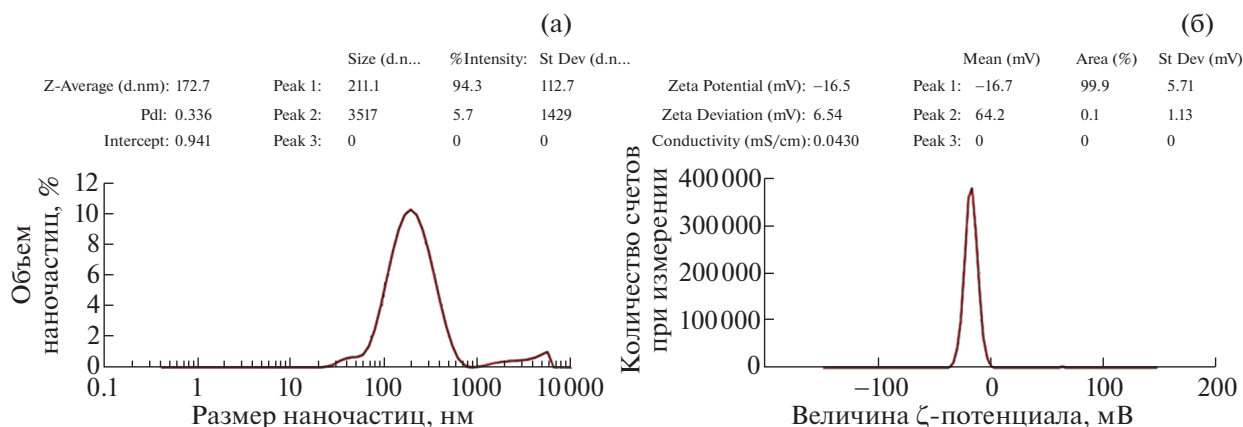 (а)
Size (d.n... %Intensity: St Dev (d.n...
Z-Average (d.nm): 172.7 Peak 1: 211.1 94.3 112.7
PdI: 0.336 Peak 2: 3517 5.7 1429
Intercept: 0.941 Peak 3: 0 0 0
Объем
наночастиц, %
12
10
8
6
4
2
0
0.1 1 10 100 1000 10000
Размер наночастиц, нм
(б)
Mean (mV) Area (%) St Dev (mV)
Zeta Potential (mV): −16.5 Peak 1: −16.7 99.9 5.71
Zeta Deviation (mV): 6.54 Peak 2: 64.2 0.1 1.13
Conductivity (mS/cm): 0.0430 Peak 3: 0 0 0
Количество счетов
при измерении
400000
300000
200000
100000
0
−100 0 100 200
Величина ζ-потенциала, мВ